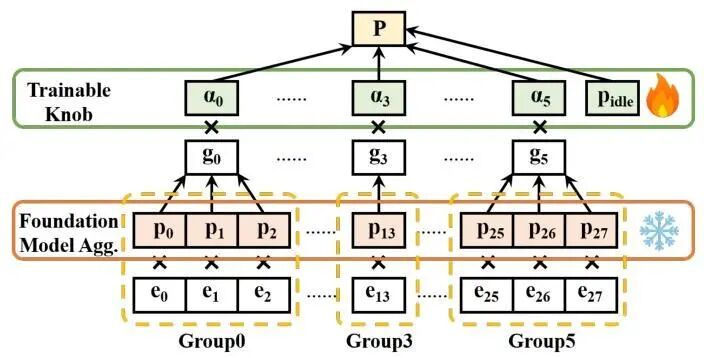 P
Trainable Knob α₀ ...... α₃ ...... α₅ p_idle
× × ×
g₀ ...... g₃ ...... g₅
Foundation Model Agg. p₀ p₁ p₂ ...... p₁₃ ...... p₂₅ p₂₆ p₂₇
× × × × × × ×
e₀ e₁ e₂ ...... e₁₃ ...... e₂₅ e₂₆ e₂₇
Group0 Group3 Group5